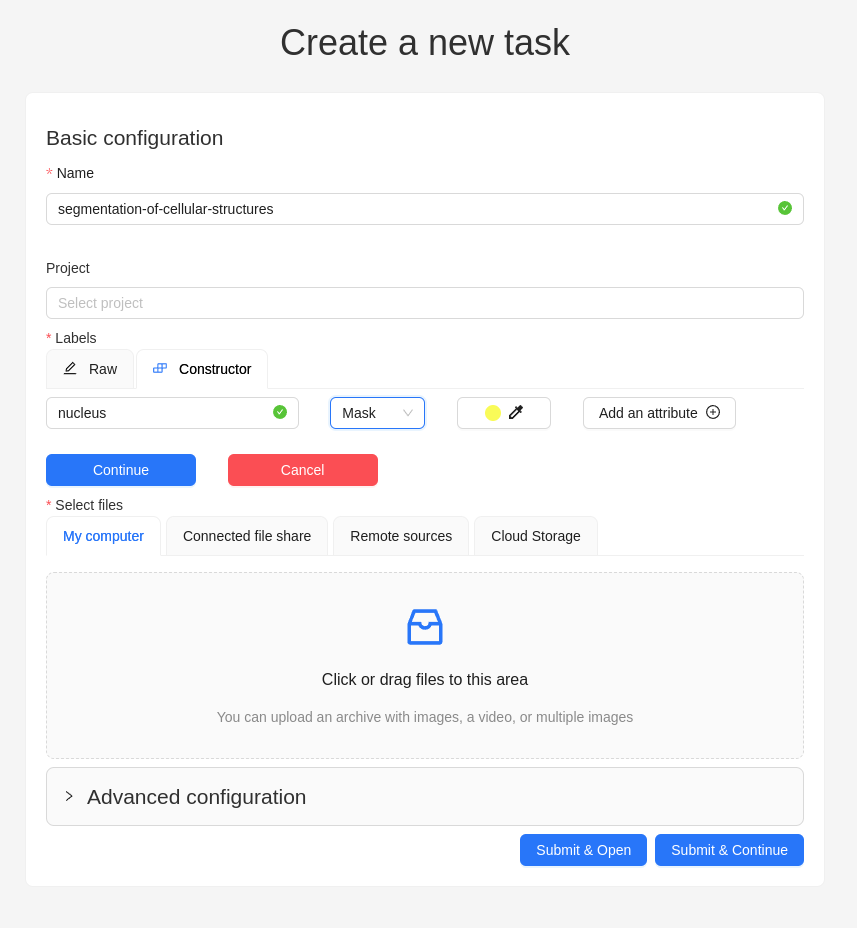 Create a new task
Basic configuration
* Name
segmentation-of-cellular-structures
Project
Select project
* Labels
Raw Constructor
nucleus Mask Add an attribute
Continue Cancel
* Select files
My computer Connected file share Remote sources Cloud Storage
Click or drag files to this area
You can upload an archive with images, a video, or multiple images
Advanced configuration
Submit & Open Submit & Continue